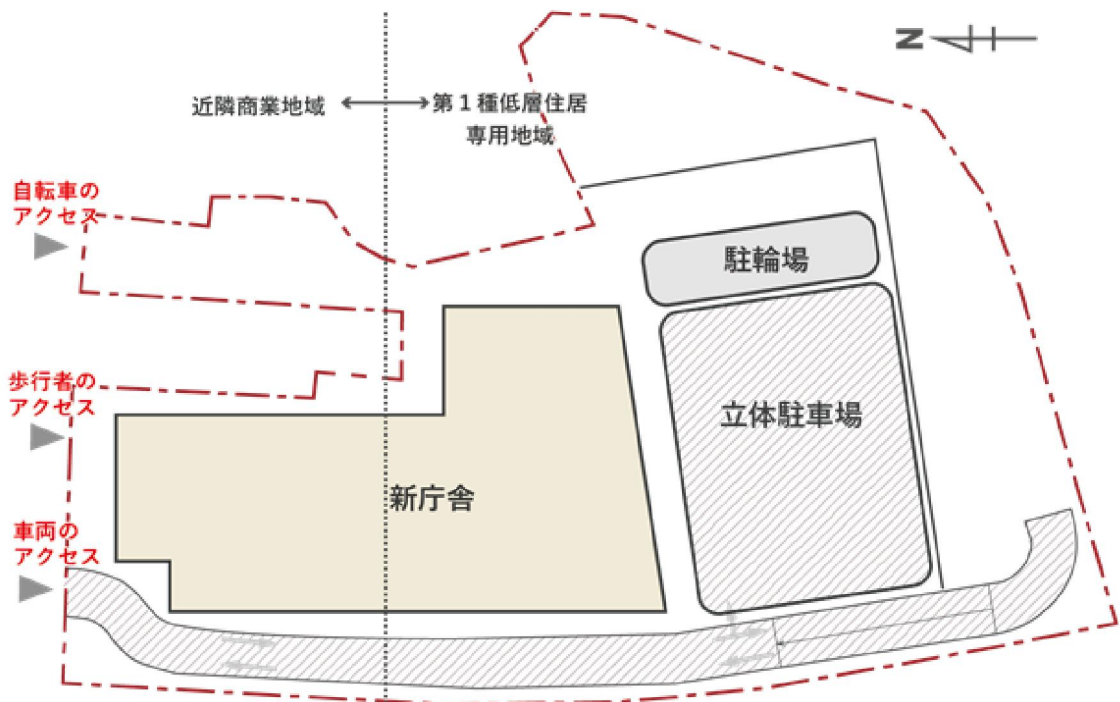 N
近隣商業地域
第1種低層住居
専用地域
自転車の
アクセス
駐輪場
歩行者の
アクセス
立体駐車場
新庁舎
車両の
アクセス